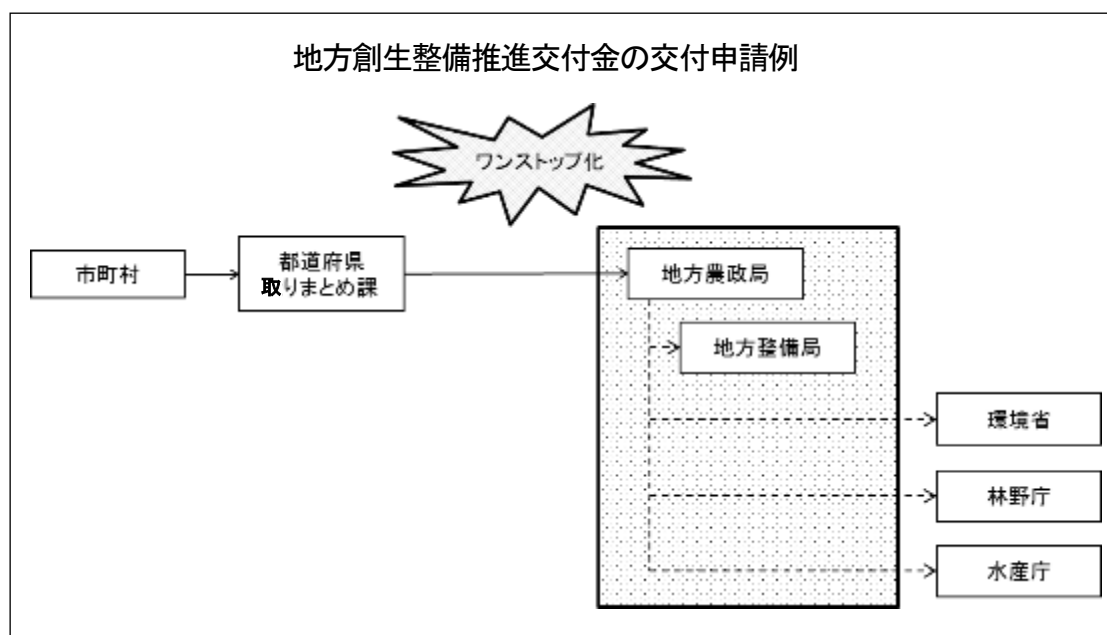 地方創生整備推進交付金の交付申請例
ワンストップ化
市町村
都道府県
取りまとめ課
地方農政局
地方整備局
環境省
林野庁
水産庁